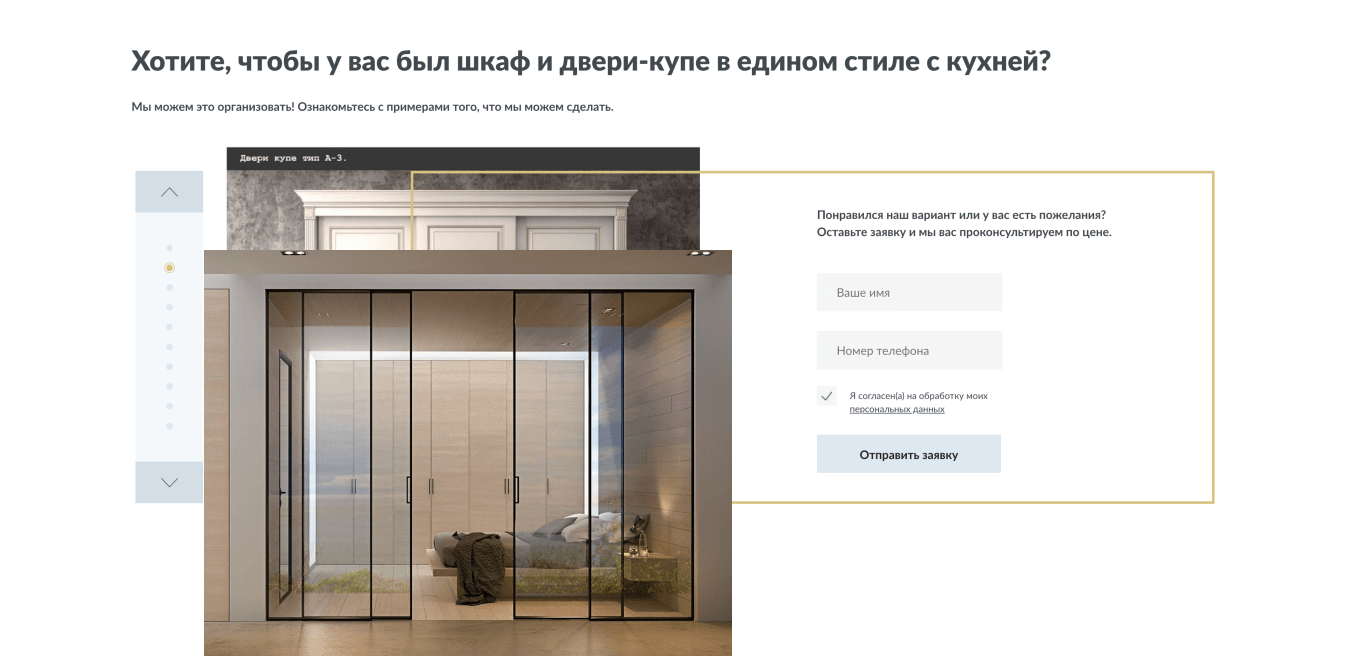 Хотите, чтобы у вас был шкаф и двери-купе в едином стиле с кухней?
Мы можем это организовать! Ознакомьтесь с примерами того, что мы можем сделать.
Двери купе тип А-3.
Понравился наш вариант или у вас есть пожелания?
Оставьте заявку и мы вас проконсультируем по цене.
Ваше имя
Номер телефона
Я согласен(а) на обработку моих
персональных данных
Отправить заявку